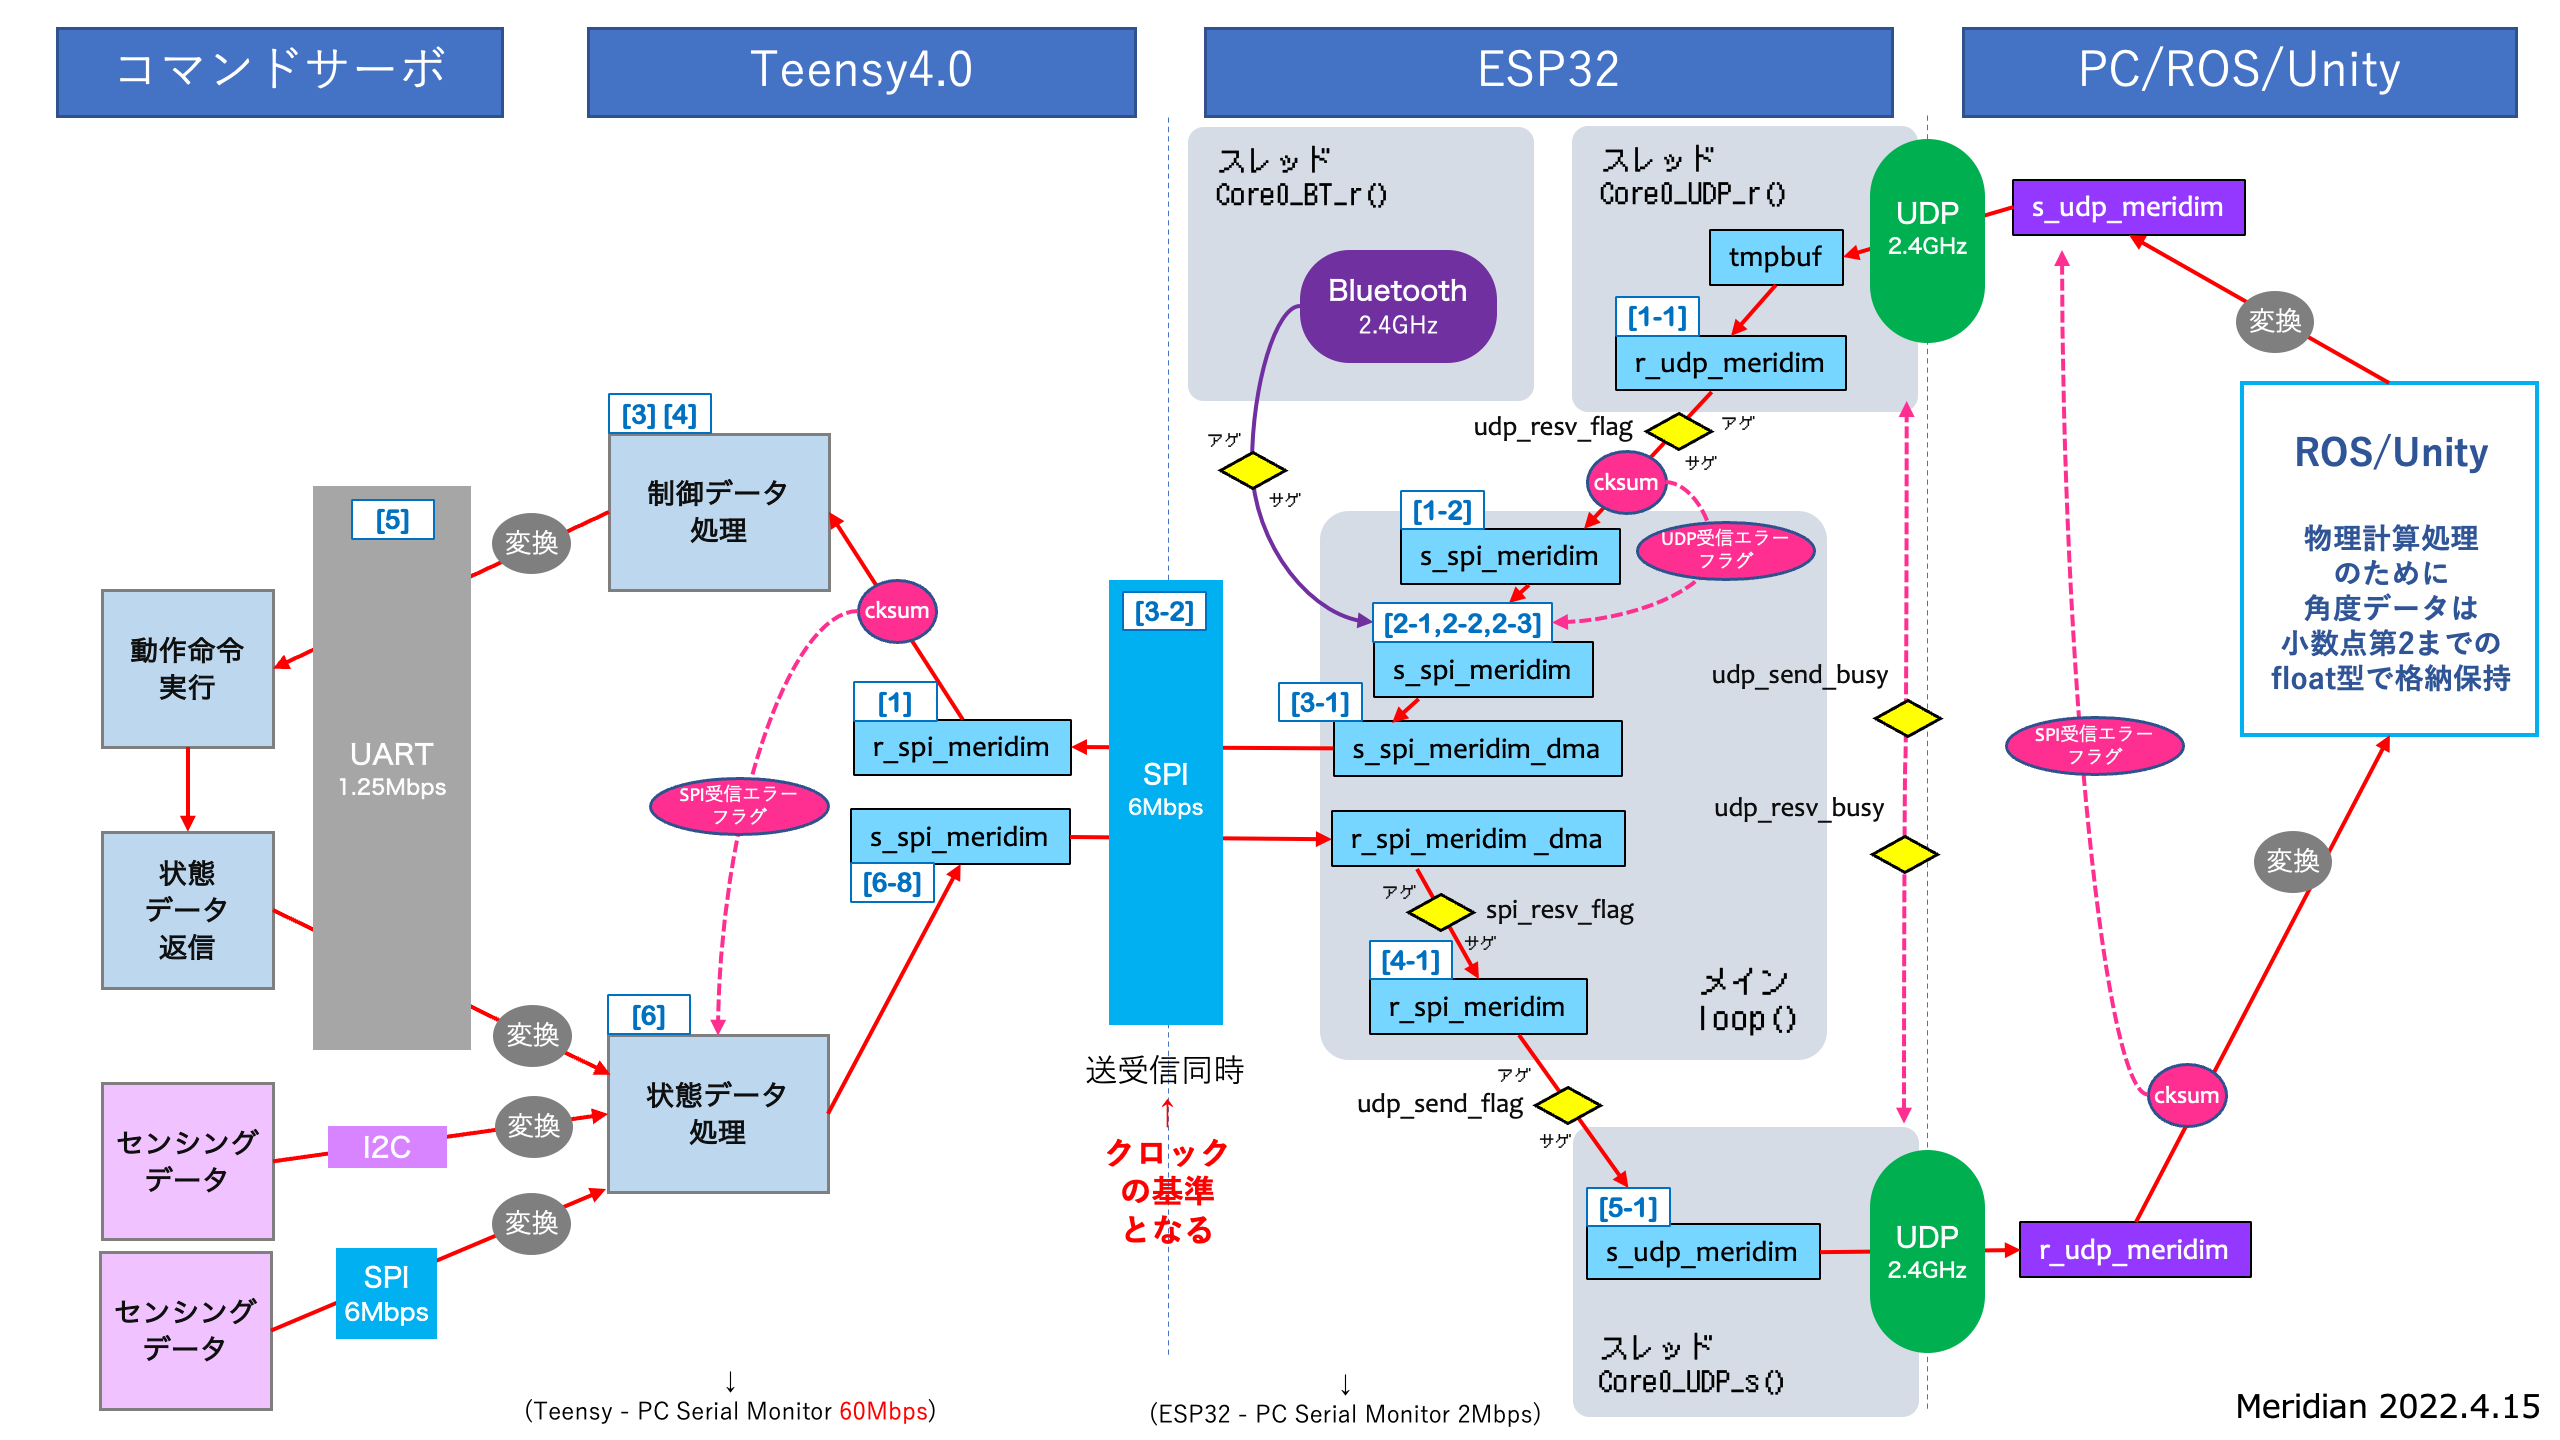 コマンドサーボ
Teensy4.0
ESP32
PC/ROS/Unity
スレッド
Core0_BT_r()
Bluetooth
2.4GHz
スレッド
Core0_UDP_r()
tmpbuf
[1-1]
r_udp_meridim
UDP
2.4GHz
s_udp_meridim
変換
ROS/Unity
物理計算処理
のために
角度データは
小数点第2までの
float型で格納保持
udp_resv_flag
アゲ
サゲ
cksum
UDP受信エラー
フラグ
アゲ
サゲ
[1-2]
s_spi_meridim
[2-1,2-2,2-3]
s_spi_meridim
[3-1]
s_spi_meridim_dma
r_spi_meridim _dma
アゲ
spi_resv_flag
サゲ
[4-1]
r_spi_meridim
メイン
loop()
udp_send_busy
udp_resv_busy
SPI受信エラー
フラグ
変換
cksum
[3] [4]
制御データ
処理
変換
[5]
UART
1.25Mbps
動作命令
実行
状態
データ
返信
cksum
SPI受信エラー
フラグ
[1]
r_spi_meridim
s_spi_meridim
[6-8]
[3-2]
SPI
6Mbps
送受信同時
↑
クロック
の基準
となる
変換
[6]
状態データ
処理
センシング
データ
I2C
変換
センシング
データ
SPI
6Mbps
変換
アゲ
udp_send_flag
サゲ
[5-1]
s_udp_meridim
UDP
2.4GHz
r_udp_meridim
スレッド
Core0_UDP_s()
↓
(Teensy - PC Serial Monitor 60Mbps)
↓
(ESP32 - PC Serial Monitor 2Mbps)
Meridian 2022.4.15